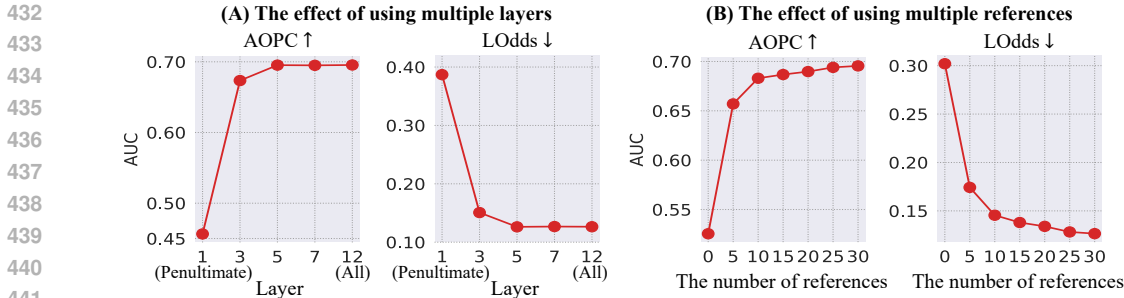 432
433
434
435
436
437
438
439
440
(A) The effect of using multiple layers
AOPC ↑
LOdds ↓
AUC
0.70
0.60
0.50
0.45
1 3 5 7 12
(Penultimate) (All)
Layer
0.40
0.30
0.20
0.10
1 3 5 7 12
(Penultimate) (All)
Layer
(B) The effect of using multiple references
AOPC ↑
LOdds ↓
AUC
0.70
0.65
0.60
0.55
0 5 10 15 20 25 30
The number of references
0.30
0.20
0.15
0 5 10 15 20 25 30
The number of references